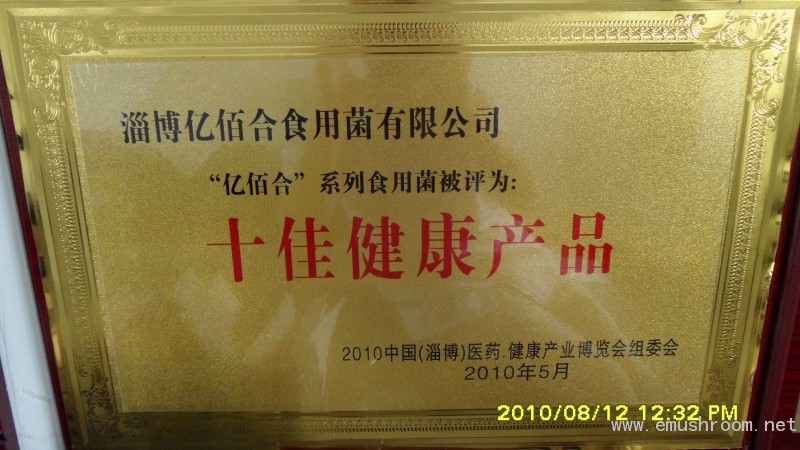 淄博亿佰合食用菌有限公司
“亿佰合”系列食用菌被评为:
十佳健康产品
2010中国(淄博)医药.健康产业博览会组委会
2010年5月
2010/08/12 12:32 PM
www.emushroom.net